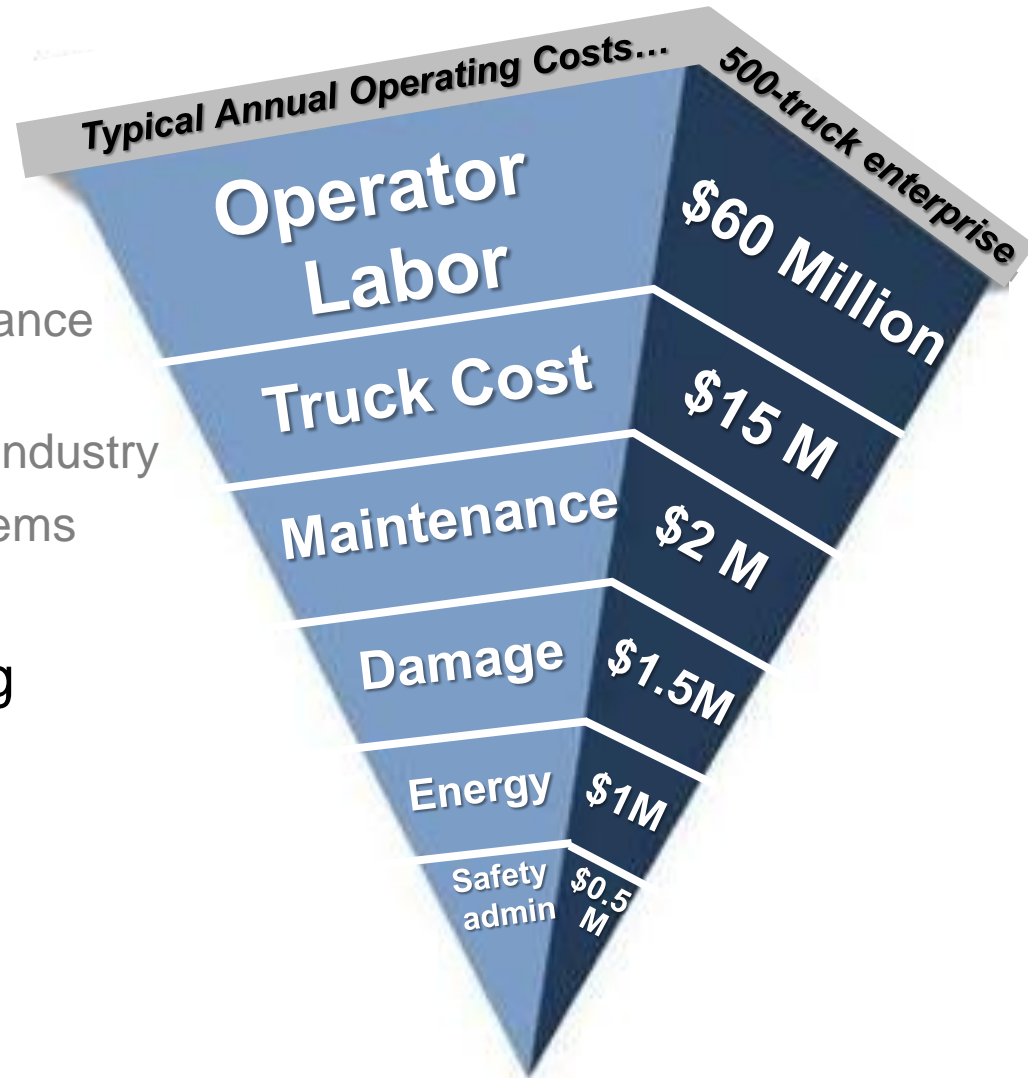 Typical Annual Operating Costs…
500-truck enterprise
Operator
Labor
$60 Million
ance
Truck Cost
$15 M
ndustry
ems
Maintenance
$2 M
g
Damage
$1.5M
Energy
$1M
Safety
admin
$0.5
M